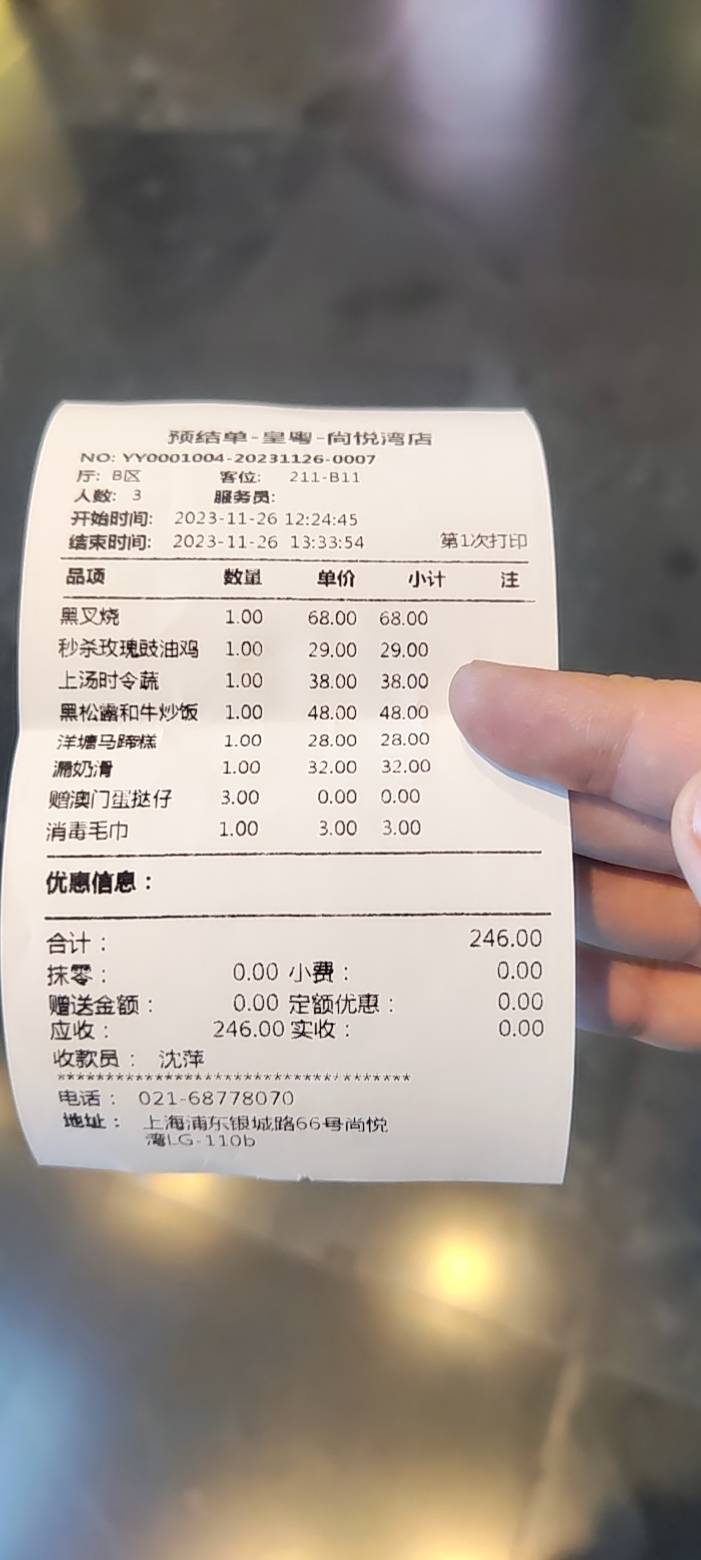 预结单-皇粤-尚悦湾店
NO: YY0001004-20231126-0007
厅: B区 客位: 211-B11
人数: 3 服务员:
开始时间: 2023-11-26 12:24:45
结束时间: 2023-11-26 13:33:54 第1次打印
品项 数量 单价 小计 注
黑叉烧 1.00 68.00 68.00
秒杀玫瑰豉油鸡 1.00 29.00 29.00
上汤时令蔬 1.00 38.00 38.00
黑松露和牛炒饭 1.00 48.00 48.00
洋塘马蹄糕 1.00 28.00 28.00
漏奶滑 1.00 32.00 32.00
赠澳门蛋挞仔 3.00 0.00 0.00
消毒毛巾 1.00 3.00 3.00
优惠信息：
合计： 246.00
抹零： 0.00 小费： 0.00
赠送金额： 0.00 定额优惠： 0.00
应收： 246.00 实收： 0.00
收款员： 沈萍
************************************
电话： 021-68778070
地址： 上海浦东银城路66号尚悦
湾LG-110b